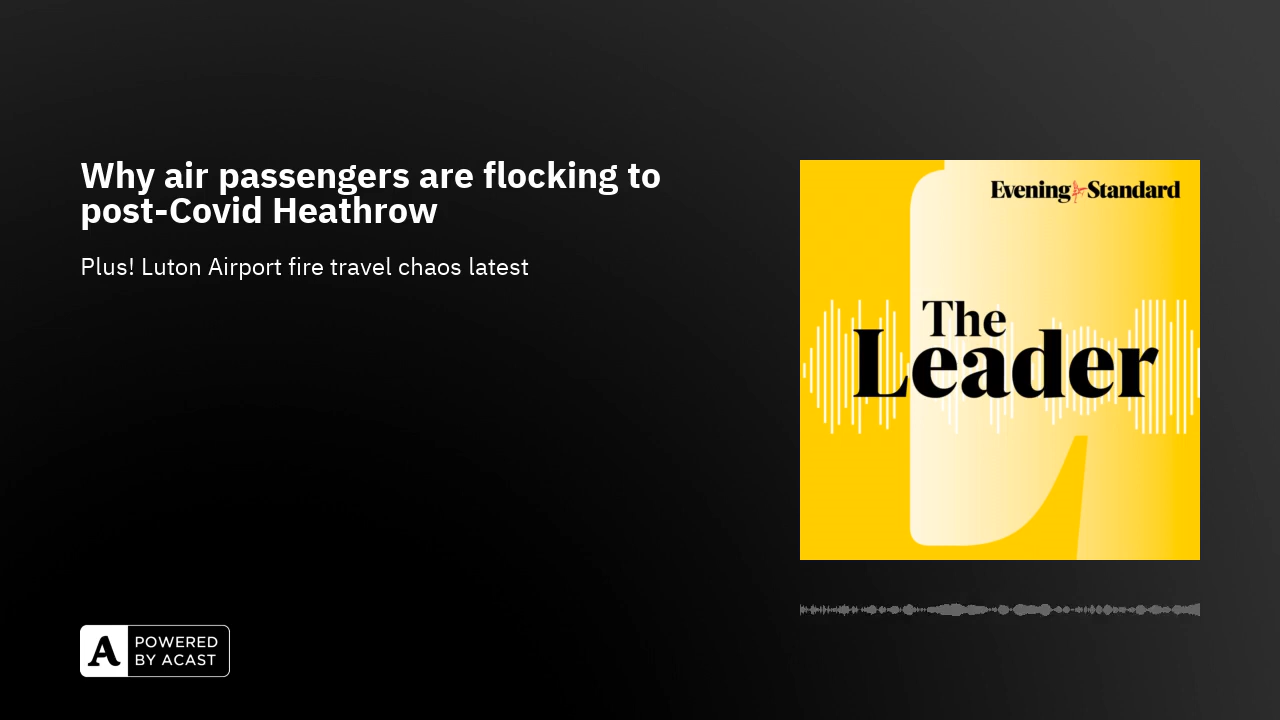 Why air passengers are flocking to
post-Covid Heathrow
Plus! Luton Airport fire travel chaos latest
Evening Standard
The
Leader
A
POWERED
BY ACAST